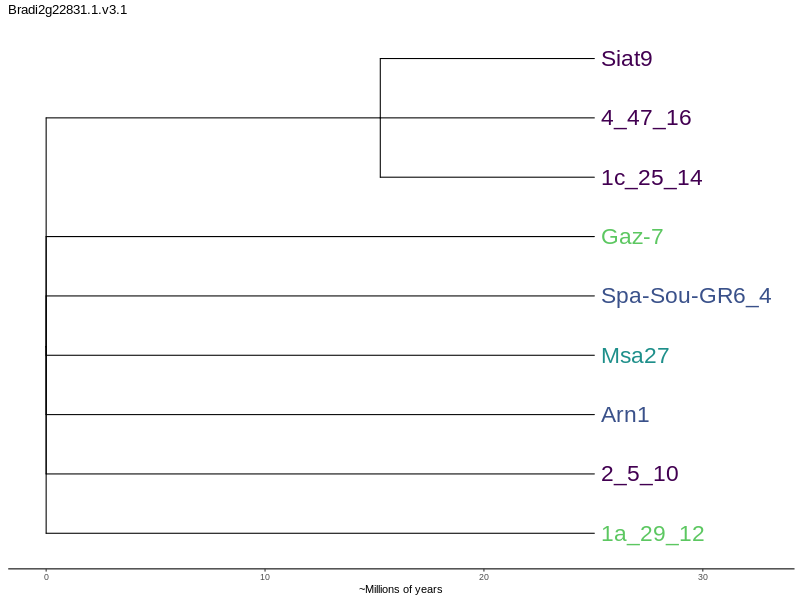 Bradi2g22831.1.v3.1
Siat9
4_47_16
1c_25_14
Gaz-7
Spa-Sou-GR6_4
Msa27
Arn1
2_5_10
1a_29_12
0 10 20 30
~Millions of years